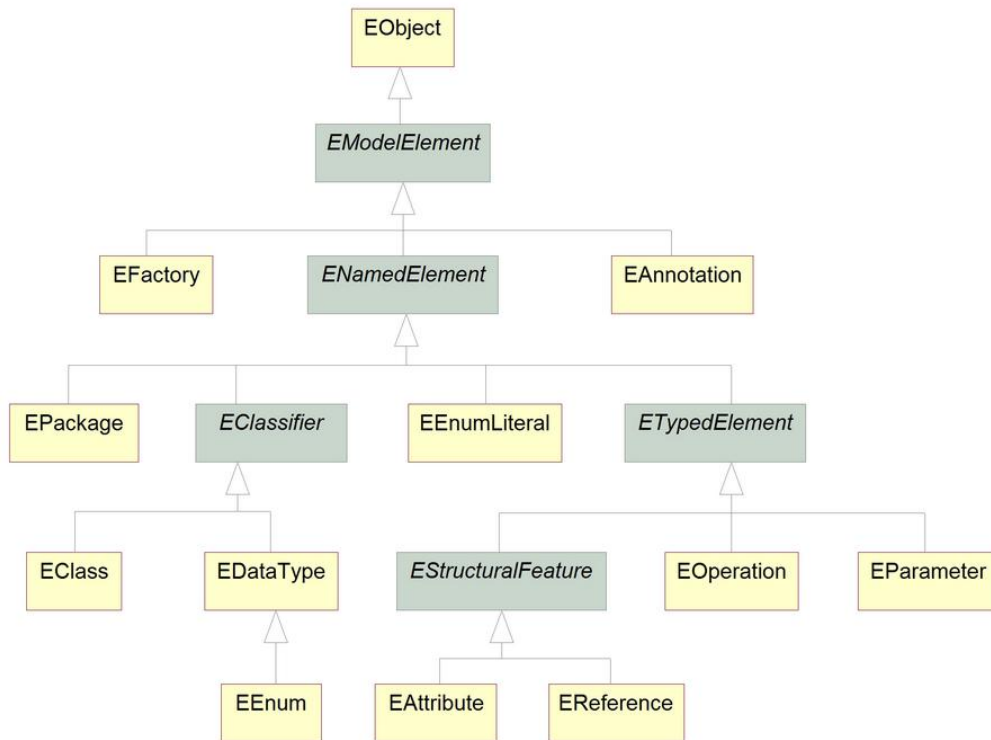 EObject
EModelElement
EFactory
ENamedElement
EAnnotation
EPackage
EClassifier
EEnumLiteral
ETypedElement
EClass
EDataType
EStructuralFeature
EOperation
EParameter
EEnum
EAttribute
EReference